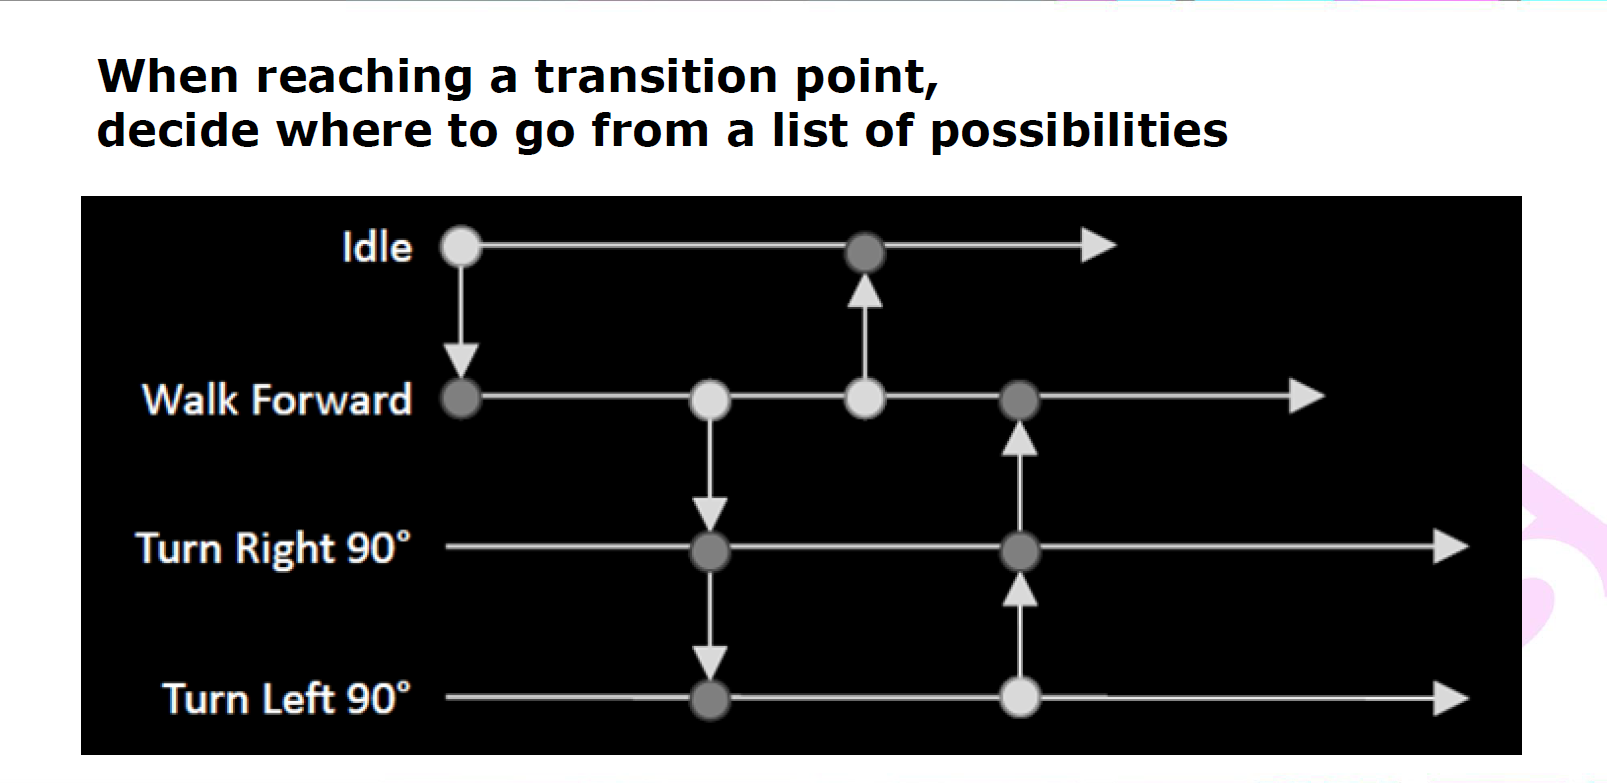 When reaching a transition point,
decide where to go from a list of possibilities
Idle
Walk Forward
Turn Right 90°
Turn Left 90°